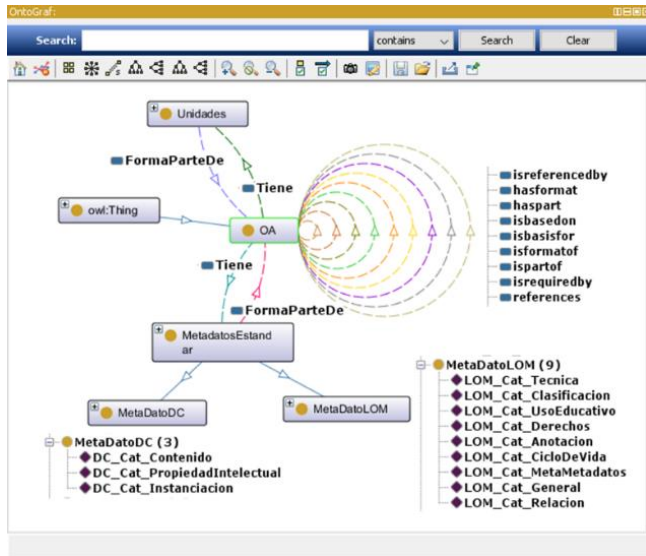 OntoGraf:
Search:
contains
Search
Clear
Unidades
FormaParteDe
Tiene
owl:Thing
OA
isreferencedby
hasformat
haspart
isbasedon
isbasisfor
isformatof
ispartof
isrequiredby
references
Tiene
FormaParteDe
MetadatosEstand
ar
MetaDatoDC
MetaDatoLOM
MetaDatoLOM (9)
LOM_Cat_Tecnica
LOM_Cat_Clasificacion
LOM_Cat_UsoEducativo
LOM_Cat_Derechos
LOM_Cat_Anotacion
LOM_Cat_CicloDeVida
LOM_Cat_MetaMetadatos
LOM_Cat_General
LOM_Cat_Relacion
MetaDatoDC (3)
DC_Cat_Contenido
DC_Cat_PropiedadIntelectual
DC_Cat_Instanciacion